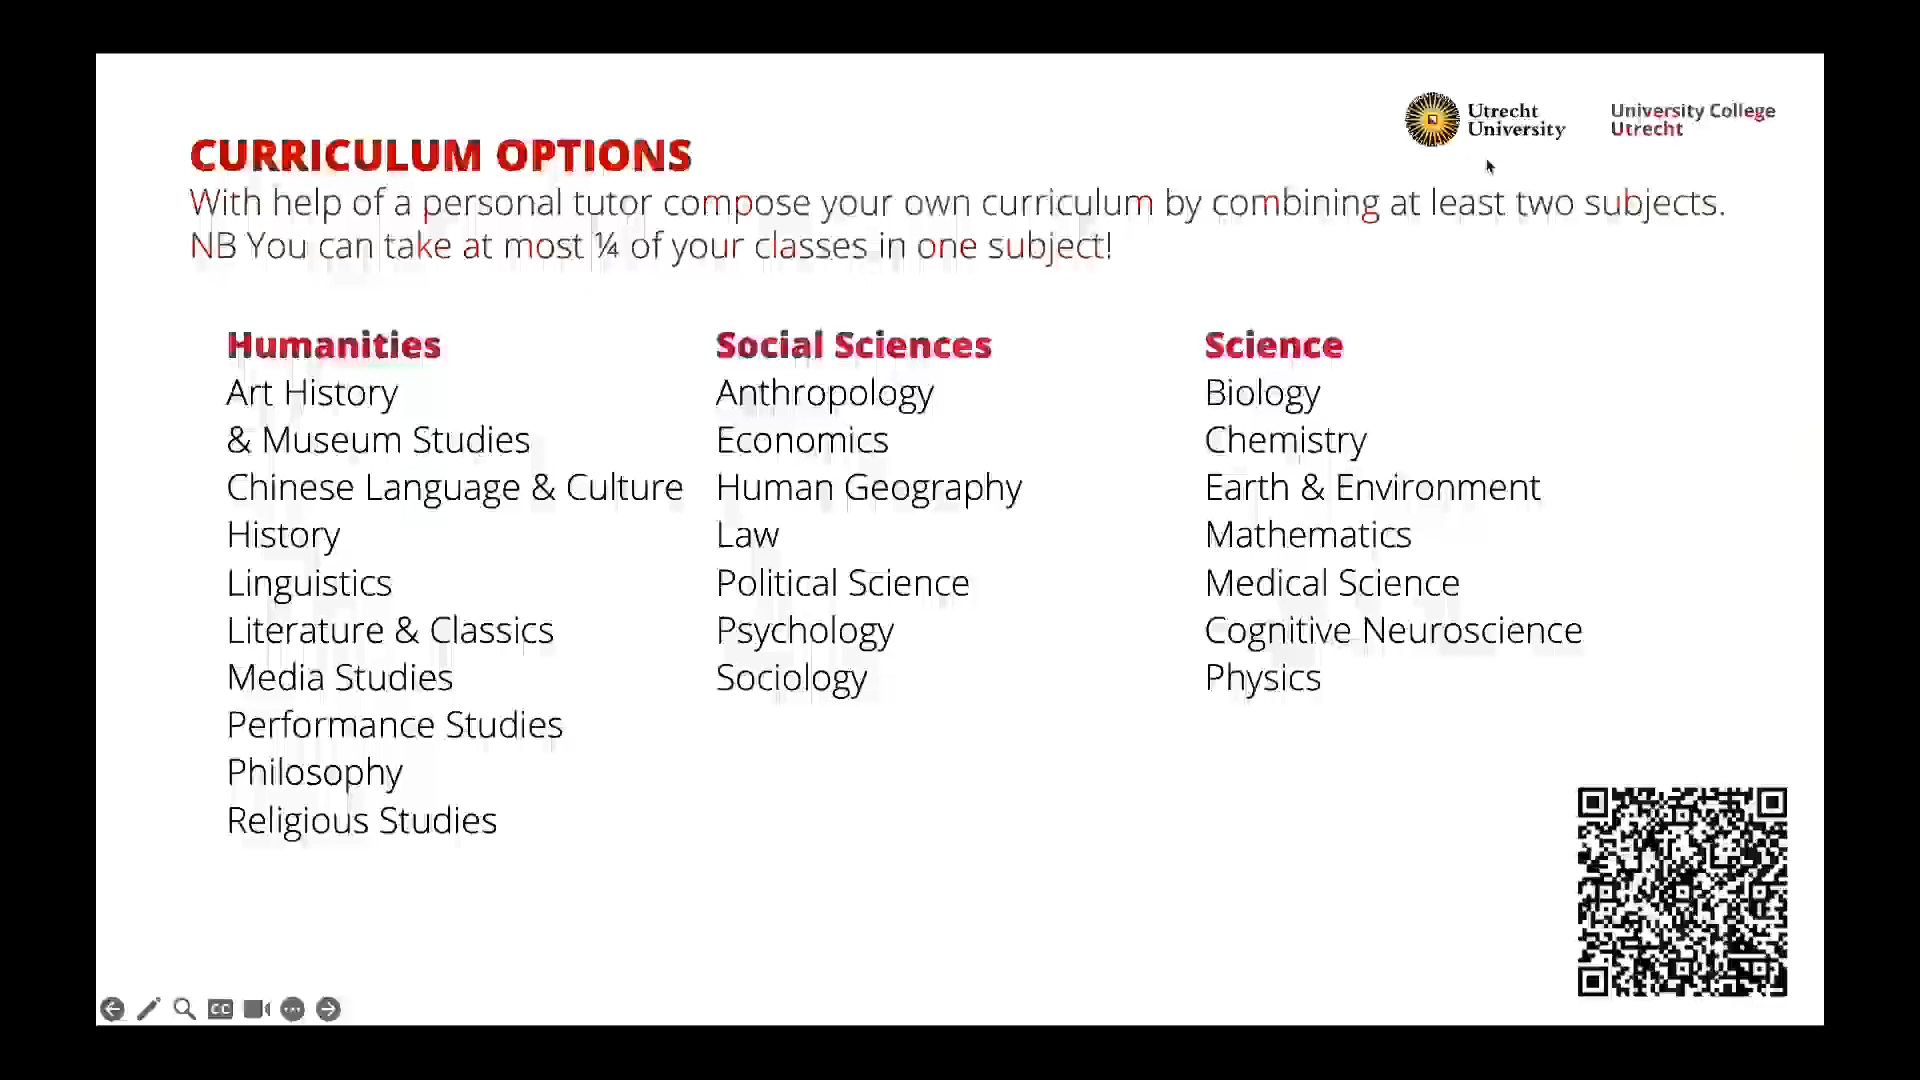 Utrecht
University
University College
Utrecht
CURRICULUM OPTIONS
With help of a personal tutor compose your own curriculum by combining at least two subjects.
NB You can take at most ¼ of your classes in one subject!
Humanities
Art History
& Museum Studies
Chinese Language & Culture
History
Linguistics
Literature & Classics
Media Studies
Performance Studies
Philosophy
Religious Studies
Social Sciences
Anthropology
Economics
Human Geography
Law
Political Science
Psychology
Sociology
Science
Biology
Chemistry
Earth & Environment
Mathematics
Medical Science
Cognitive Neuroscience
Physics
CC